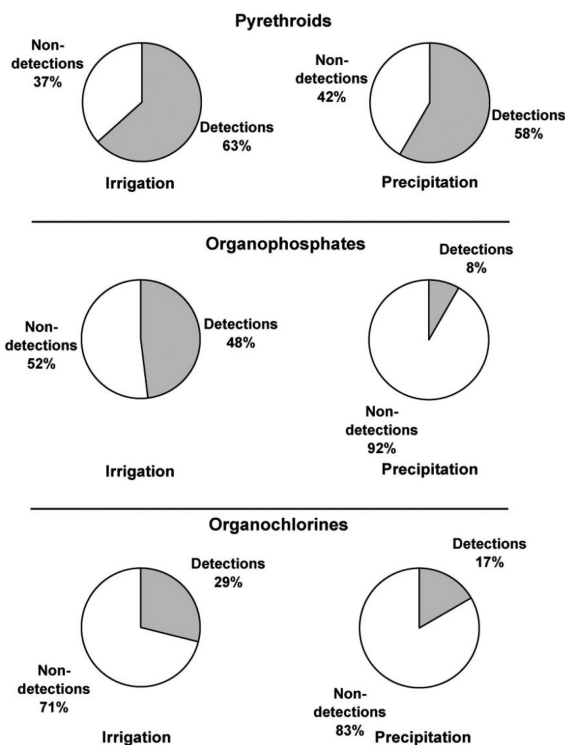 Pyrethroids
Non-
detections
37%
Detections
63%
Irrigation
Non-
detections
42%
Detections
58%
Precipitation
Organophosphates
Non-
detections
52%
Detections
48%
Irrigation
Detections
8%
Non-
detections
92%
Precipitation
Organochlorines
Detections
29%
Non-
detections
71%
Irrigation
Detections
17%
Non-
detections
83%
Precipitation